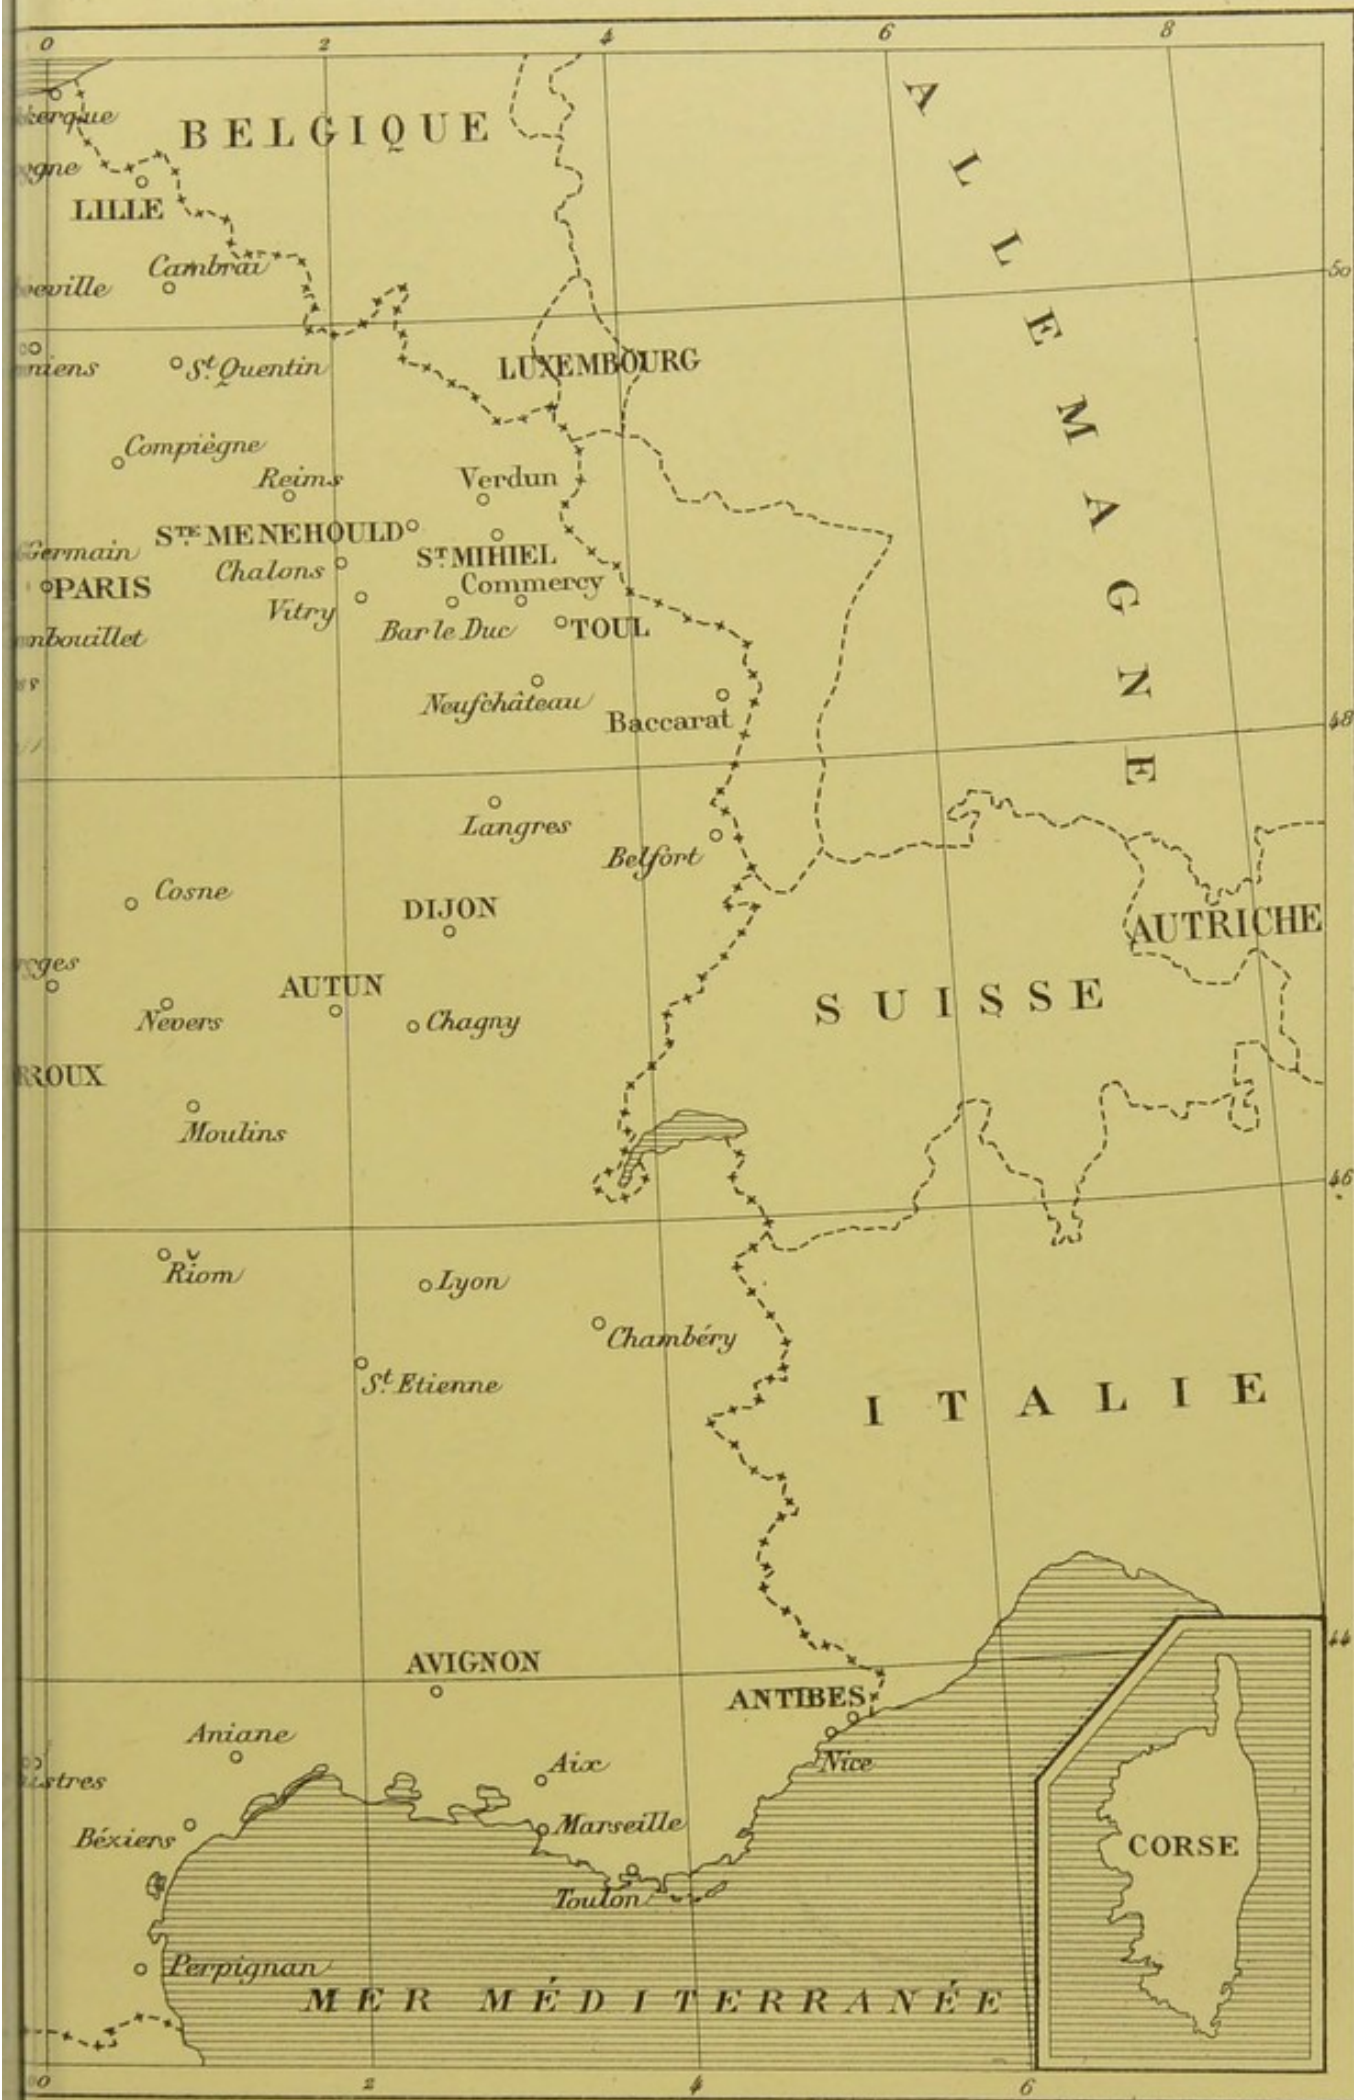 0 2 4 6 8
BELGIQUE
ALLEMAGNE
LILLE
Cambrai
50
St. Quentin
LUXEMBOURG
Compiègne
Reims
Verdun
STE MENEHOULD
ST. MIHIEL
Germain
Chalons
Commercy
PARIS
Vitry
Bar le Duc
TOUL
Neufchâteau
Baccarat
48
Langres
Belfort
Cosne
DIJON
AUTRICHE
AUTUN
SUISSE
Nevers
Chagny
Moulins
46
Riom
Lyon
Chambéry
St. Etienne
ITALIE
44
AVIGNON
ANTIBES
Aniane
Aix
Nice
Béziers
Marseille
CORSE
Toulon
Perpignan
MER MÉDITERRANÉE
0 2 4 6